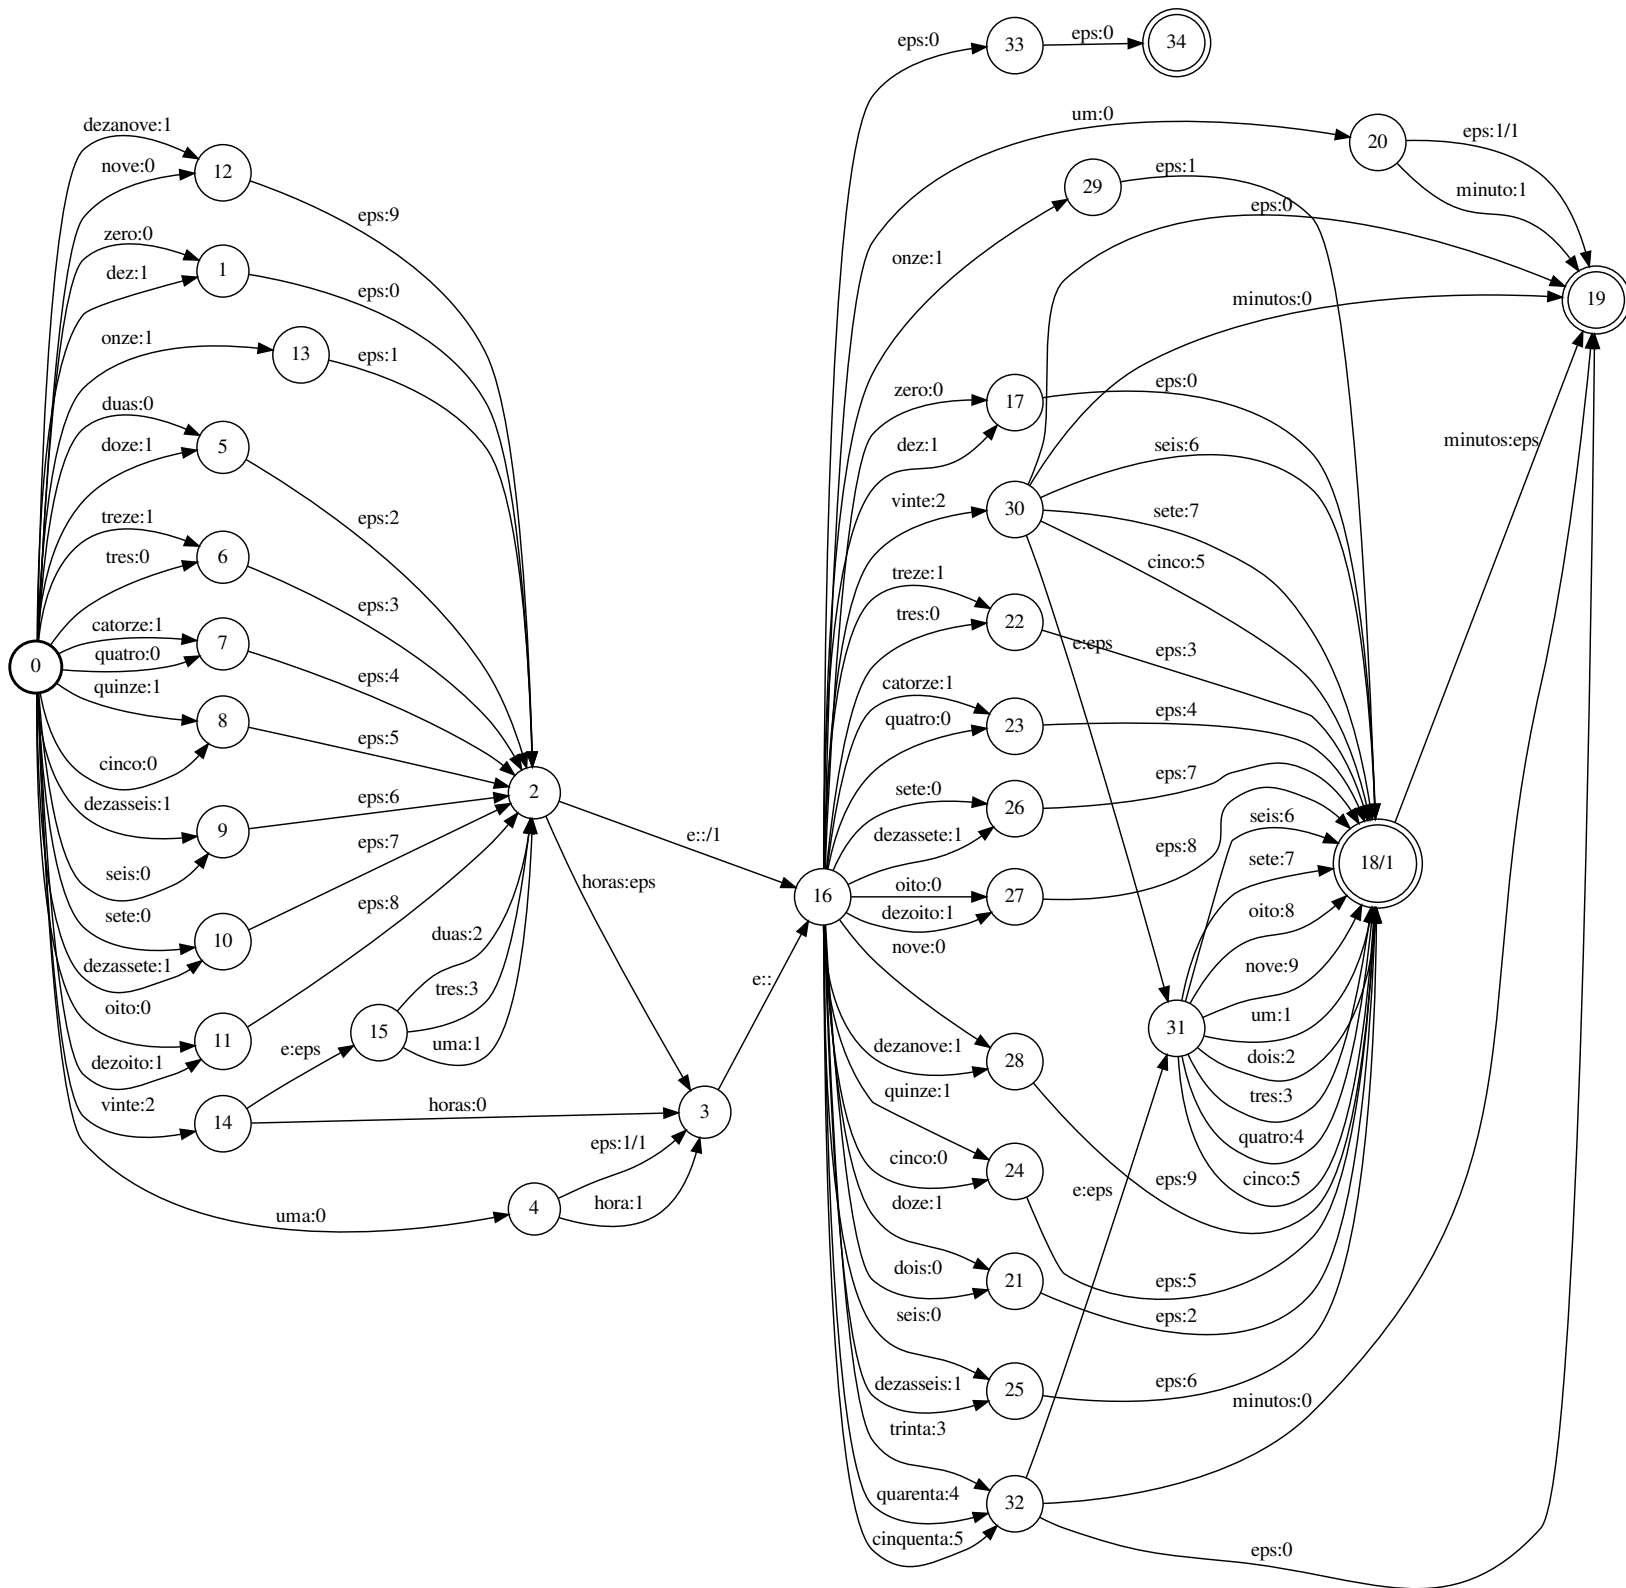 eps:0
33
eps:0
34
dezanove:1
nove:0
12
um:0
20
eps:1/1
minuto:1
eps:1
29
eps:9
zero:0
dez:1
1
eps:0
eps:0
onze:1
minutos:0
19
onze:1
13
eps:1
duas:0
doze:1
5
zero:0
dez:1
17
eps:0
minutos:eps
seis:6
vinte:2
30
sete:7
cinco:5
treze:1
tres:0
6
eps:2
eps:3
treze:1
tres:0
22
e:eps
eps:3
catorze:1
quatro:0
7
0
quinze:1
8
eps:4
eps:5
cinco:0
catorze:1
quatro:0
23
eps:4
2
sete:0
dezassete:1
26
eps:7
dezasseis:1
9
eps:6
seis:0
e::/1
horas:eps
16
oito:0
dezoito:1
27
eps:8
seis:6
sete:7
oito:8
nove:9
18/1
eps:7
sete:0
dezassete:1
10
eps:8
duas:2
tres:3
uma:1
15
nove:0
oito:0
dezoito:1
11
e:eps
e::
um:1
dois:2
tres:3
quatro:4
cinco:5
31
dezanove:1
28
vinte:2
14
horas:0
3
quinze:1
cinco:0
24
eps:1/1
hora:1
4
uma:0
e:eps
eps:9
doze:1
dois:0
21
eps:5
eps:2
seis:0
dezasseis:1
25
eps:6
minutos:0
trinta:3
quarenta:4
cinquenta:5
32
eps:0